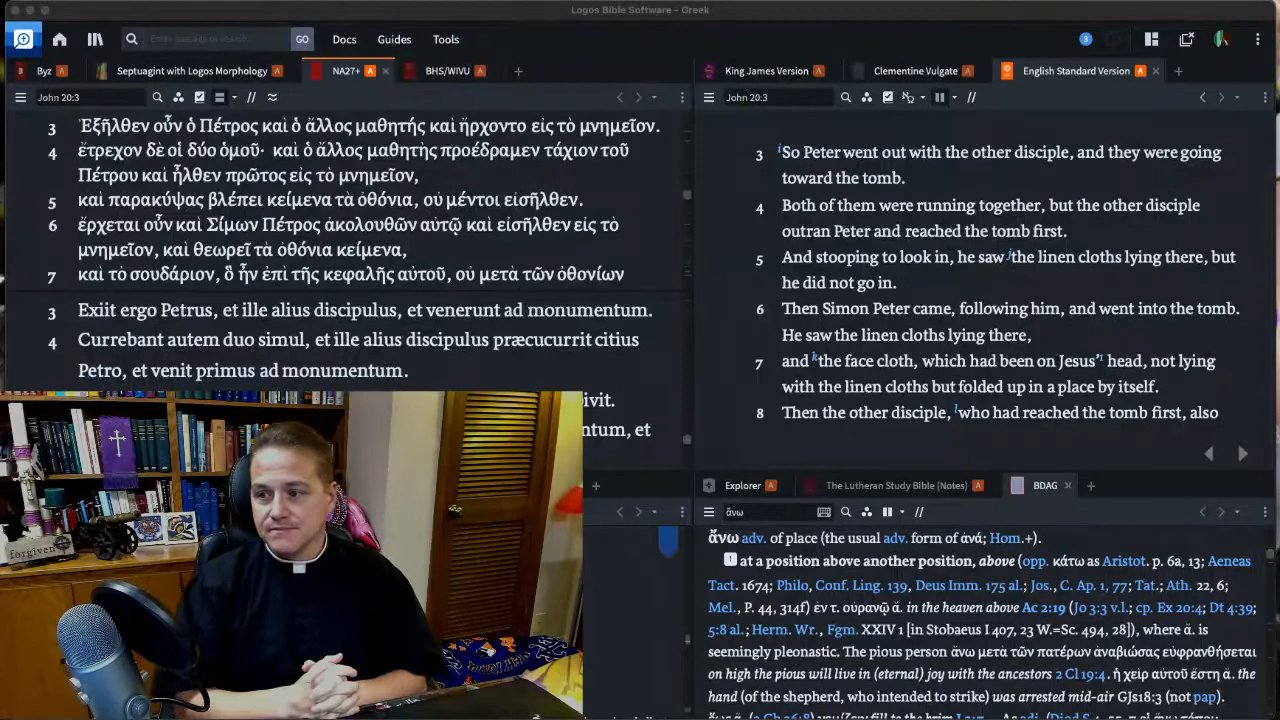 Logos Bible Software - Greek
Enter passage or search
GO
Docs
Guides
Tools
3
Byz A
Septuagint with Logos Morphology A
NA27+ A
BHS/WIVU A
John 20:3
3 Ἐξῆλθεν οὖν ὁ Πέτρος καὶ ὁ ἄλλος μαθητής καὶ ἤρχοντο εἰς τὸ μνημεῖον.
4 ἔτρεχον δὲ οἱ δύο ὁμοῦ· καὶ ὁ ἄλλος μαθητὴς προέδραμεν τάχιον τοῦ
Πέτρου καὶ ἦλθεν πρῶτος εἰς τὸ μνημεῖον,
5 καὶ παρακύψας βλέπει κείμενα τὰ ὀθόνια, οὐ μέντοι εἰσῆλθεν.
6 ἔρχεται οὖν καὶ Σίμων Πέτρος ἀκολουθῶν αὐτῷ καὶ εἰσῆλθεν εἰς τὸ
μνημεῖον, καὶ θεωρεῖ τὰ ὀθόνια κείμενα,
7 καὶ τὸ σουδάριον, ὃ ἦν ἐπὶ τῆς κεφαλῆς αὐτοῦ, οὐ μετὰ τῶν ὀθονίων
3 Exiit ergo Petrus, et ille alius discipulus, et venerunt ad monumentum.
4 Currebant autem duo simul, et ille alius discipulus præcucurrit citius
Petro, et venit primus ad monumentum.
ivit.
ntum, et
forgiven
King James Version A
Clementine Vulgate A
English Standard Version A
John 20:3
3 i So Peter went out with the other disciple, and they were going
toward the tomb.
4 Both of them were running together, but the other disciple
outran Peter and reached the tomb first.
5 And stooping to look in, he saw j the linen cloths lying there, but
he did not go in.
6 Then Simon Peter came, following him, and went into the tomb.
He saw the linen cloths lying there,
7 and k the face cloth, which had been on Jesus’ 1 head, not lying
with the linen cloths but folded up in a place by itself.
8 Then the other disciple, l who had reached the tomb first, also
Explorer A
The Lutheran Study Bible (Notes) A
BDAG
ἄνω
ἄνω adv. of place (the usual adv. form of ἀνά; Hom.+).
1 at a position above another position, above (opp. κάτω as Aristot. p. 6a, 13; Aeneas
Tact. 1674; Philo, Conf. Ling. 139, Deus Imm. 175 al.; Jos., C. Ap. 1, 77; Tat.; Ath. 22, 6;
Mel., P. 44, 314f) ἐν τ. οὐρανῷ ἄ. in the heaven above Ac 2:19 (Jo 3:3 v.l.; cp. Ex 20:4; Dt 4:39;
5:8 al.; Herm. Wr., Fgm. XXIV 1 [in Stobaeus I 407, 23 W.=Sc. 494, 28]), where ἄ. is
seemingly pleonastic. The pious person ἄνω μετὰ τῶν πατέρων ἀναβιώσας εὐφρανθήσεται
on high the pious will live in (eternal) joy with the ancestors 2 Cl 19:4. ἡ χεὶρ αὐτοῦ ἔστη ἄ. the
hand (of the shepherd, who intended to strike) was arrested mid-air GJs18:3 (not pap).